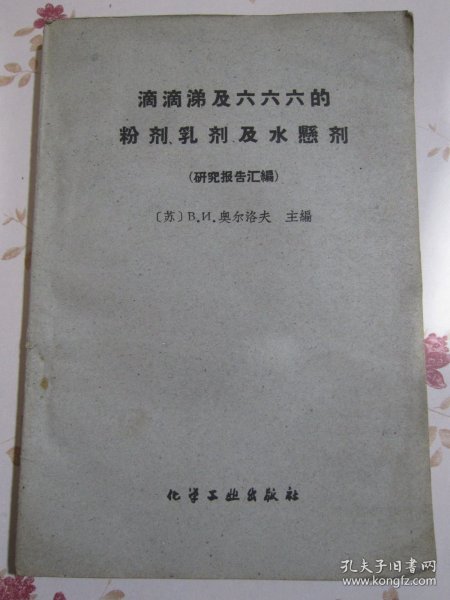 滴滴涕及六六六的
粉剂、乳剂、及水懸剂
(研究报告汇編)
〔苏〕В.И.奥尔洛夫 主編
化学工业出版社
孔夫子旧书网
www.kongfz.com